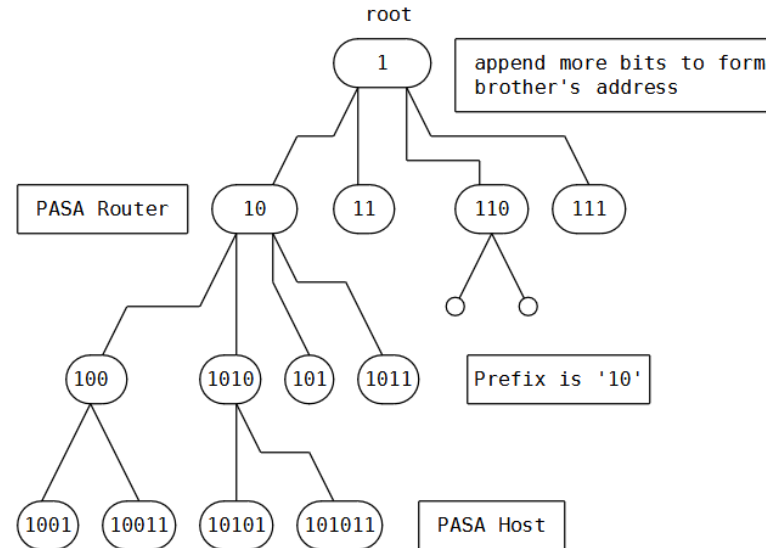 root
1
append more bits to form
brother's address
PASA Router
10
11
110
111
100
1010
101
1011
Prefix is '10'
1001
10011
10101
101011
PASA Host